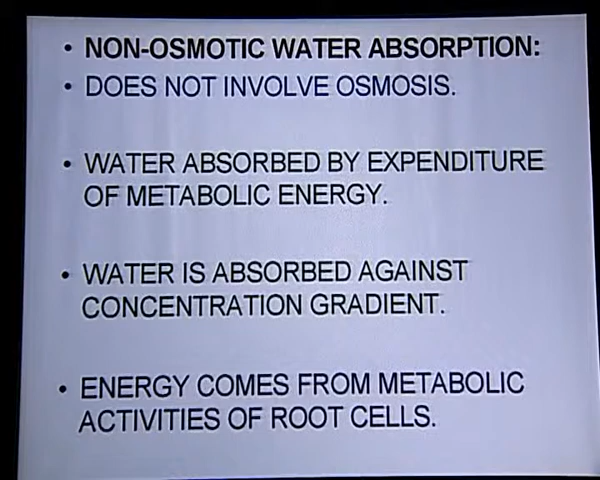 • NON-OSMOTIC WATER ABSORPTION:
• DOES NOT INVOLVE OSMOSIS.
• WATER ABSORBED BY EXPENDITURE
OF METABOLIC ENERGY.
• WATER IS ABSORBED AGAINST
CONCENTRATION GRADIENT.
• ENERGY COMES FROM METABOLIC
ACTIVITIES OF ROOT CELLS.